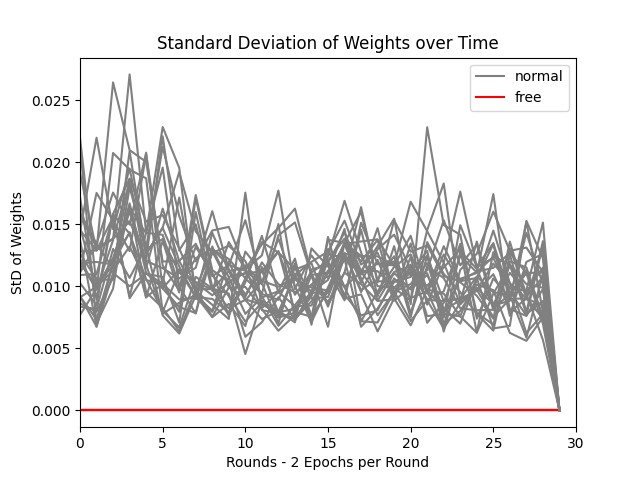 Standard Deviation of Weights over Time
normal
free
StD of Weights
0.025
0.020
0.015
0.010
0.005
0.000
0
5
10
15
20
25
30
Rounds - 2 Epochs per Round